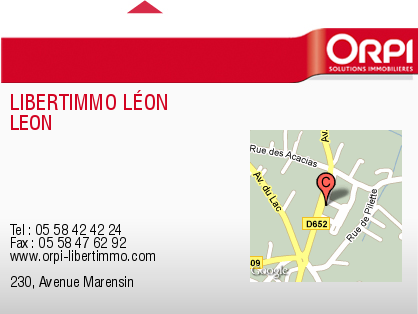 ORPI
SOLUTIONS IMMOBILIÈRES
LIBERTIMMO LÉON
LEON
Tel : 05 58 42 42 24
Fax : 05 58 47 62 92
www.orpi-libertimmo.com
230, Avenue Marensin
Rue des Acacias
Av. du Lac
C
D652
Rue de Pilette
09
Google